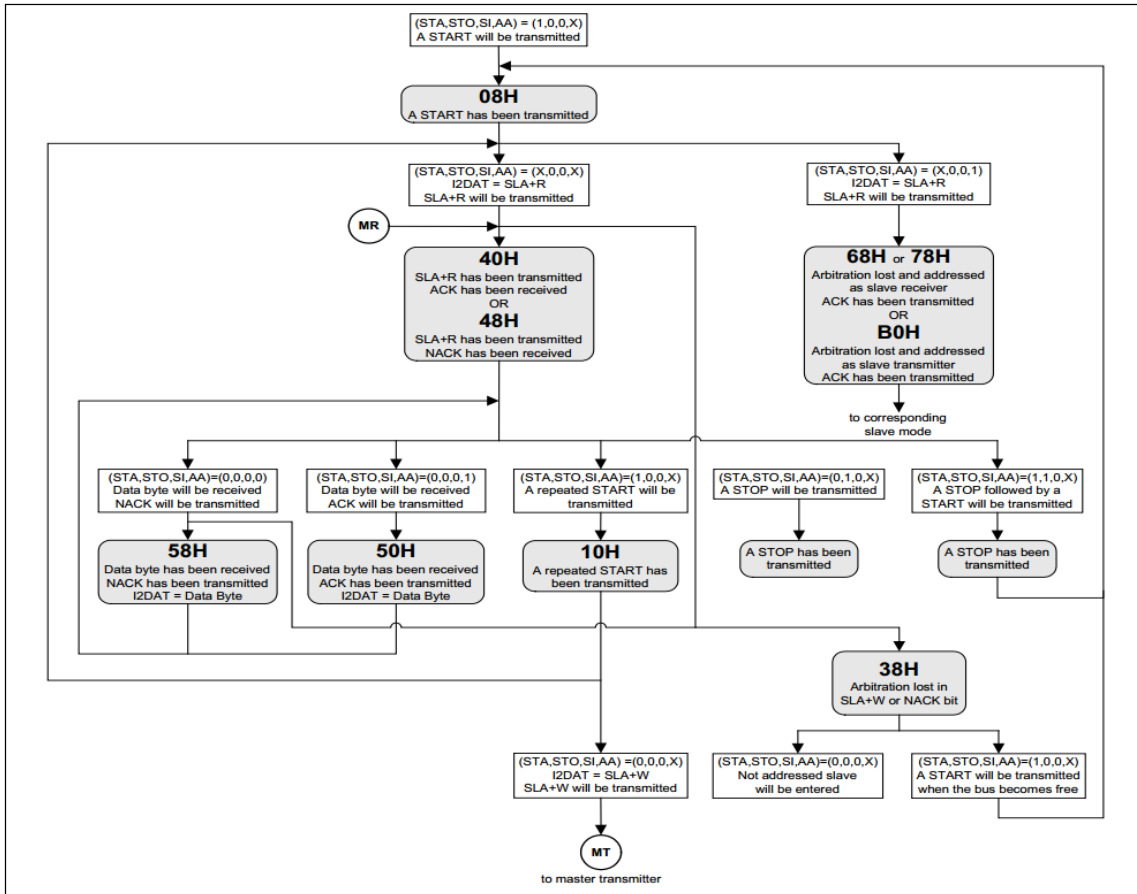 (STA,STO,SI,AA) = (1,0,0,X)
A START will be transmitted
08H
A START has been transmitted
(STA,STO,SI,AA) = (X,0,0,X)
I2DAT = SLA+R
SLA+R will be transmitted
(STA,STO,SI,AA) = (X,0,0,1)
I2DAT = SLA+R
SLA+R will be transmitted
MR
40H
SLA+R has been transmitted
ACK has been received
OR
48H
SLA+R has been transmitted
NACK has been received
68H or 78H
Arbitration lost and addressed
as slave receiver
ACK has been transmitted
OR
B0H
Arbitration lost and addressed
as slave transmitter
ACK has been transmitted
to corresponding
slave mode
(STA,STO,SI,AA)=(0,0,0,0)
Data byte will be received
NACK will be transmitted
(STA,STO,SI,AA)=(0,0,0,1)
Data byte will be received
ACK will be transmitted
(STA,STO,SI,AA)=(1,0,0,X)
A repeated START will be
transmitted
(STA,STO,SI,AA)=(0,1,0,X)
A STOP will be transmitted
(STA,STO,SI,AA)=(1,1,0,X)
A STOP followed by a
START will be transmitted
58H
Data byte has been received
NACK has been transmitted
I2DAT = Data Byte
50H
Data byte has been received
ACK has been transmitted
I2DAT = Data Byte
10H
A repeated START has
been transmitted
A STOP has been
transmitted
A STOP has been
transmitted
38H
Arbitration lost in
SLA+W or NACK bit
(STA,STO,SI,AA) =(0,0,0,X)
I2DAT = SLA+W
SLA+W will be transmitted
(STA,STO,SI,AA)=(0,0,0,X)
Not addressed slave
will be entered
(STA,STO,SI,AA)=(1,0,0,X)
A START will be transmitted
when the bus becomes free
MT
to master transmitter